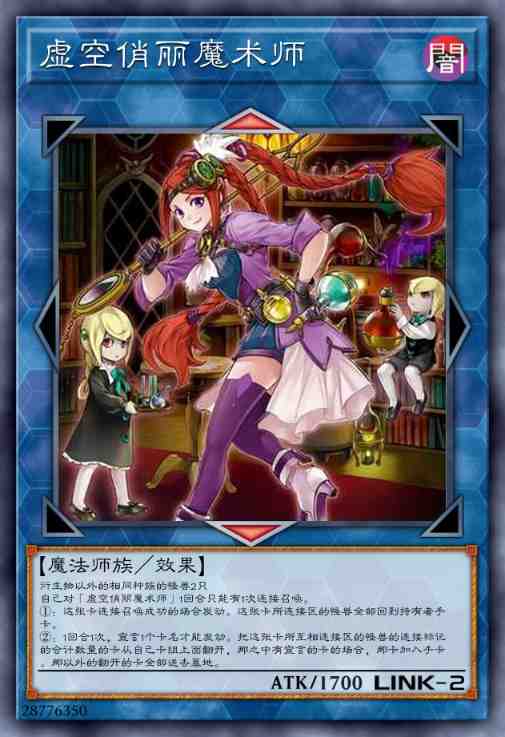 虚空俏丽魔术师
闇
【魔法师族／效果】
衍生物以外的相同种族的怪兽2只
自己对「虚空俏丽魔术师」1回合只能有1次连接召唤。
①：这张卡连接召唤成功的场合发动。这张卡所连接区的怪兽全部回到持有者手
卡。
②：1回合1次，宣言1个卡名才能发动。把这张卡所互相连接区的怪兽的连接标记
的合计数量的卡从自己卡组上面翻开，那之中有宣言的卡的场合，那卡加入手卡
。那以外的翻开的卡全部送去墓地。
ATK/1700 LINK-2
28776350